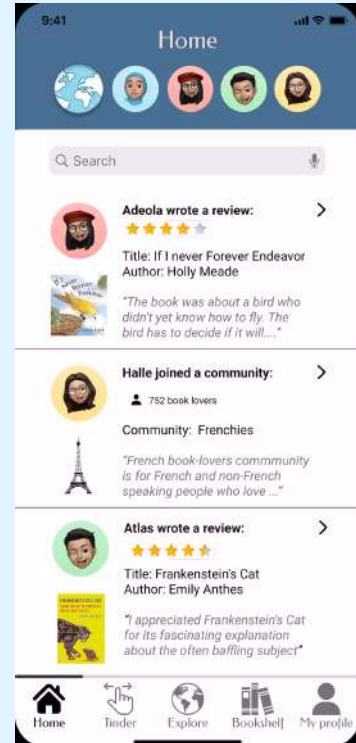 9:41
Home
Search
Adeola wrote a review:
Title: If I never Forever Endeavor
Author: Holly Meade
"The book was about a bird who
didn't yet know how to fly. The
bird has to decide if it will...."
Halle joined a community:
752 book lovers
Community: Frenchies
"French book-lovers commmunity
is for French and non-French
speaking people who love ..."
Atlas wrote a review:
Title: Frankenstein's Cat
Author: Emily Anthes
"I appreciated Frankenstein's Cat
for its fascinating explanation
about the often baffling subject"
Home
Tinder
Explore
Bookshelf
My profile